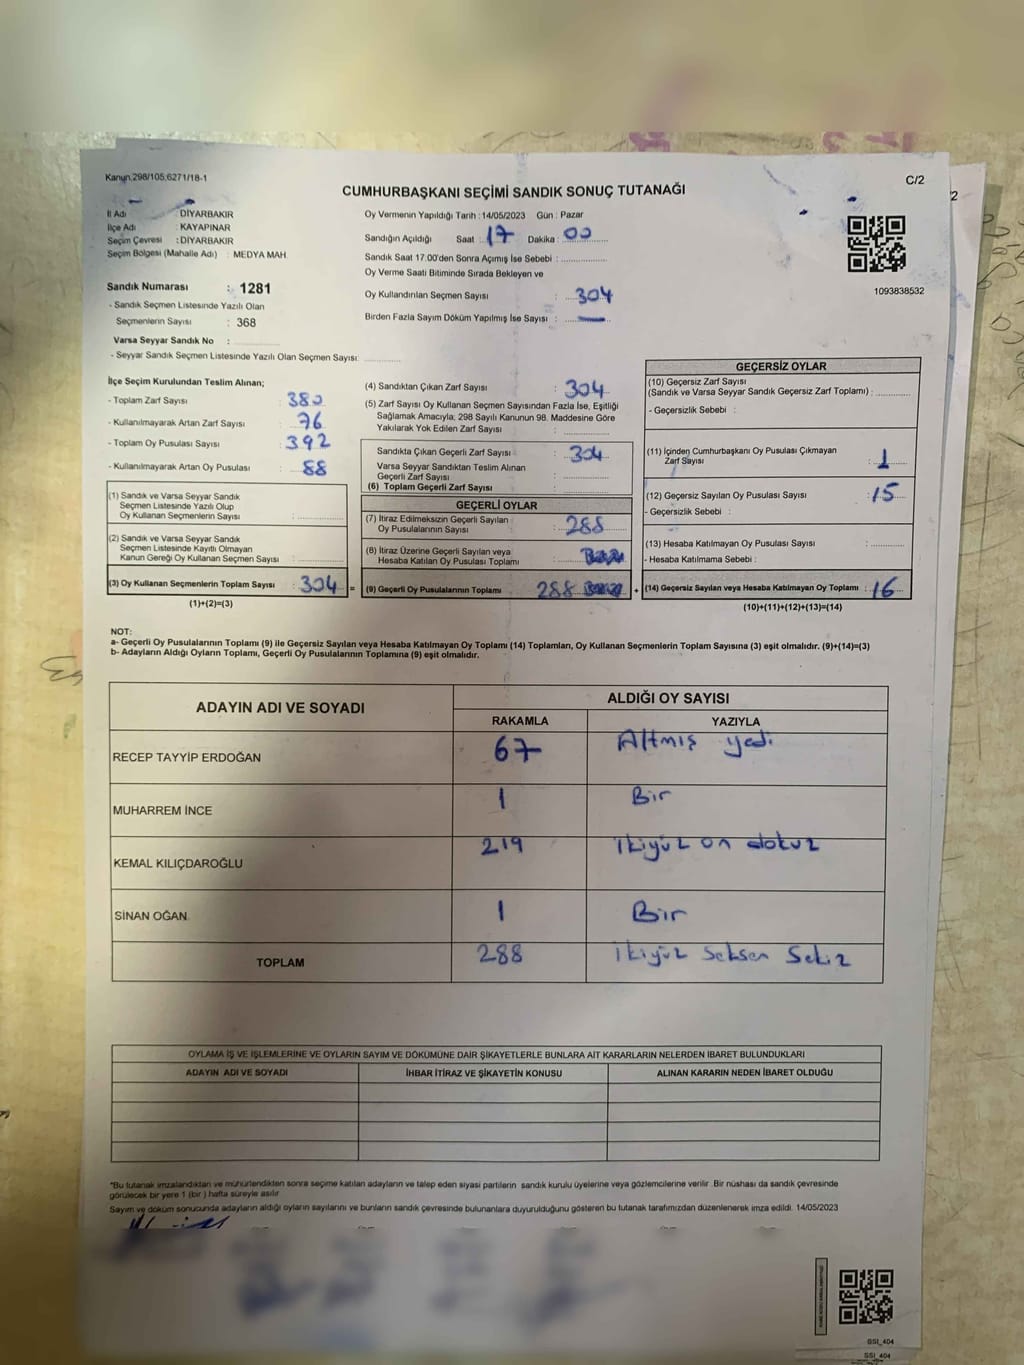 Kanun.298/105;6271/18-1
C/2
CUMHURBAŞKANI SEÇİMİ SANDIK SONUÇ TUTANAĞI
İl Adı : DİYARBAKIR
İlçe Adı : KAYAPINAR
Seçim Çevresi : DİYARBAKIR
Seçim Bölgesi (Mahalle Adı) : MEDYA MAH.
Sandık Numarası : 1281
- Sandık Seçmen Listesinde Yazılı Olan
Seçmenlerin Sayısı : 368
Varsa Seyyar Sandık No :
- Seyyar Sandık Seçmen Listesinde Yazılı Olan Seçmen Sayısı:
Oy Vermenin Yapıldığı Tarih : 14/05/2023 Gün : Pazar
Sandığın Açıldığı Saat : 17 Dakika : 00
Sandık Saat 17.00'den Sonra Açımış İse Sebebi :
Oy Verme Saati Bitiminde Sırada Bekleyen ve
Oy Kullandırılan Seçmen Sayısı : 304
Birden Fazla Sayım Döküm Yapılmış İse Sayısı :
1093838532
İlçe Seçim Kurulundan Teslim Alınan;
- Toplam Zarf Sayısı : 380
- Kullanılmayarak Artan Zarf Sayısı : 76
- Toplam Oy Pusulası Sayısı : 392
- Kullanılmayarak Artan Oy Pusulası : 88
(1) Sandık ve Varsa Seyyar Sandık
Seçmen Listesinde Yazılı Olup
Oy Kullanan Seçmenlerin Sayısı :
(2) Sandık ve Varsa Seyyar Sandık
Seçmen Listesinde Kayıtlı Olmayan
Kanun Gereği Oy Kullanan Seçmen Sayısı :
(3) Oy Kullanan Seçmenlerin Toplam Sayısı : 304 =
(1)+(2)=(3)
(4) Sandıktan Çıkan Zarf Sayısı : 304
(5) Zarf Sayısı Oy Kullanan Seçmen Sayısından Fazla İse, Eşitliği
Sağlamak Amacıyla; 298 Sayılı Kanunun 98. Maddesine Göre
Yakılarak Yok Edilen Zarf Sayısı :
Sandıkta Çıkan Geçerli Zarf Sayısı : 304
Varsa Seyyar Sandıktan Teslim Alınan
Geçerli Zarf Sayısı :
(6) Toplam Geçerli Zarf Sayısı :
GEÇERLİ OYLAR
(7) İtiraz Edilmeksizin Geçerli Sayılan
Oy Pusulalarının Sayısı : 288
(8) İtiraz Üzerine Geçerli Sayılan veya
Hesaba Katılan Oy Pusulası Toplamı :
(9) Geçerli Oy Pusulalarının Toplamı : 288 +
GEÇERSİZ OYLAR
(10) Geçersiz Zarf Sayısı
(Sandık ve Varsa Seyyar Sandık Geçersiz Zarf Toplamı) :
- Geçersizlik Sebebi :
(11) İçinden Cumhurbaşkanı Oy Pusulası Çıkmayan
Zarf Sayısı : 1
(12) Geçersiz Sayılan Oy Pusulası Sayısı : 15
- Geçersizlik Sebebi :
(13) Hesaba Katılmayan Oy Pusulası Sayısı :
- Hesaba Katılmama Sebebi :
(14) Geçersiz Sayılan veya Hesaba Katılmayan Oy Toplamı : 16
(10)+(11)+(12)+(13)=(14)
NOT:
a- Geçerli Oy Pusulalarının Toplamı (9) ile Geçersiz Sayılan veya Hesaba Katılmayan Oy Toplamı (14) Toplamları, Oy Kullanan Seçmenlerin Toplam Sayısına (3) eşit olmalıdır. (9)+(14)=(3)
b- Adayların Aldığı Oyların Toplamı, Geçerli Oy Pusulalarının Toplamına (9) eşit olmalıdır.
ADAYIN ADI VE SOYADI
ALDIĞI OY SAYISI
RAKAMLA YAZIYLA
RECEP TAYYİP ERDOĞAN 67 Altmış yedi
MUHARREM İNCE 1 Bir
KEMAL KILIÇDAROĞLU 219 ikiyüz on dokuz
SİNAN OĞAN 1 Bir
TOPLAM 288 ikiyüz seksen sekiz
OYLAMA İŞ VE İŞLEMLERİNE VE OYLARIN SAYIM VE DÖKÜMÜNE DAİR ŞİKAYETLERLE BUNLARA AİT KARARLARIN NELERDEN İBARET BULUNDUKLARI
ADAYIN ADI VE SOYADI İHBAR İTİRAZ VE ŞİKAYETİN KONUSU ALINAN KARARIN NEDEN İBARET OLDUĞU
*Bu tutanak imzalandıktan ve mühürlendikten sonra seçime katılan adayların ve talep eden siyasi partilerin sandık kurulu üyelerine veya gözlemcilerine verilir. Bir nüshası da sandık çevresinde
görülecek bir yere 1 (bir) hafta süreyle asılır
Sayım ve döküm sonucunda adayların aldığı oyların sayılarını ve bunların sandık çevresinde bulunanlara duyurulduğunu gösteren bu tutanak tarafımızdan düzenlenerek imza edildi. 14/05/2023
SSI_404
SSI_404